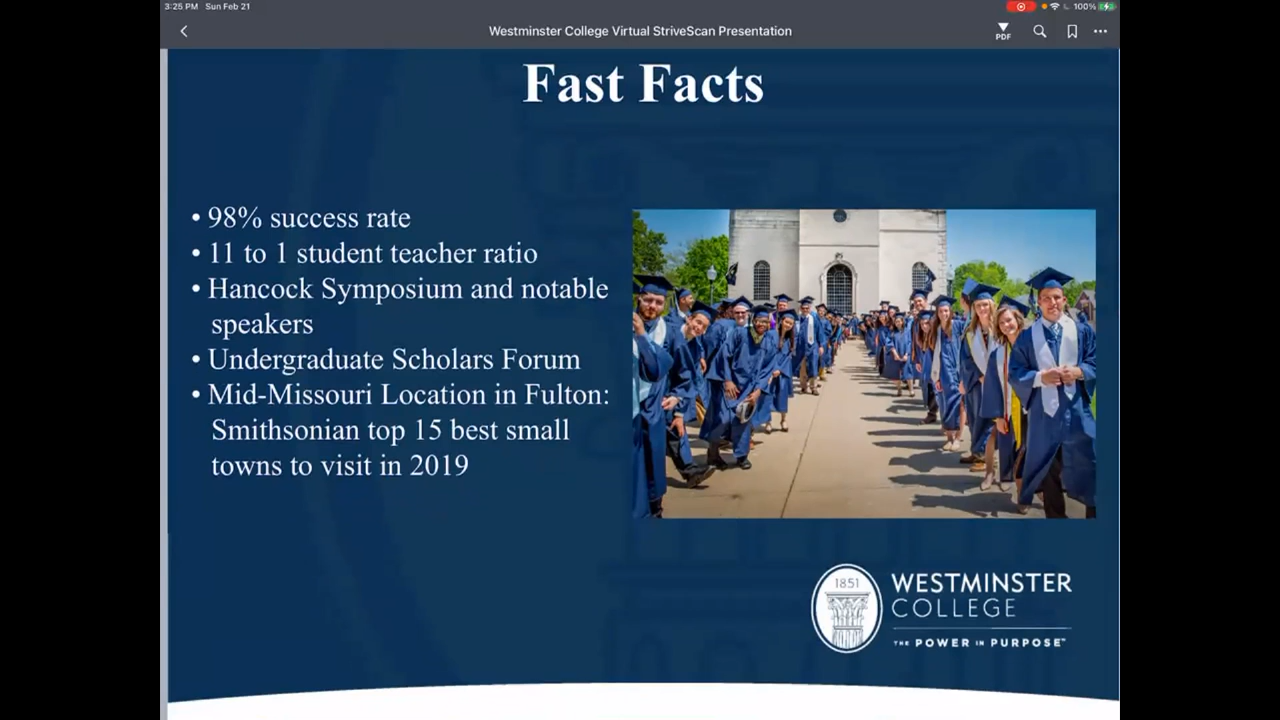 3:25 PM Sun Feb 21
100%
Westminster College Virtual StriveScan Presentation
PDF
Fast Facts
• 98% success rate
• 11 to 1 student teacher ratio
• Hancock Symposium and notable
speakers
• Undergraduate Scholars Forum
• Mid-Missouri Location in Fulton:
Smithsonian top 15 best small
towns to visit in 2019
1851
WESTMINSTER
COLLEGE
THE POWER IN PURPOSE™